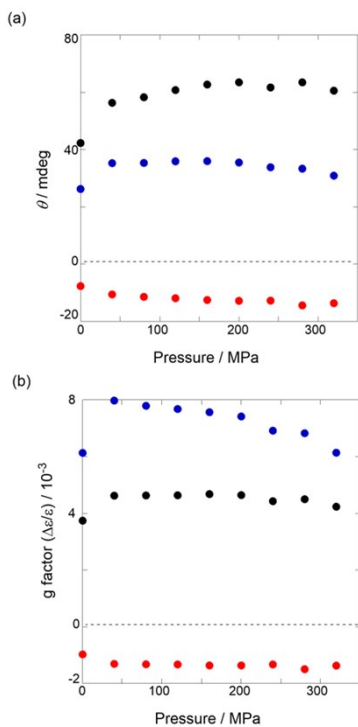 (a)
80
40
0
-20
θ / mdeg
0
100
200
300
Pressure / MPa
(b)
8
4
0
-2
g factor (Δε/ε) / 10⁻³
0
100
200
300
Pressure / MPa